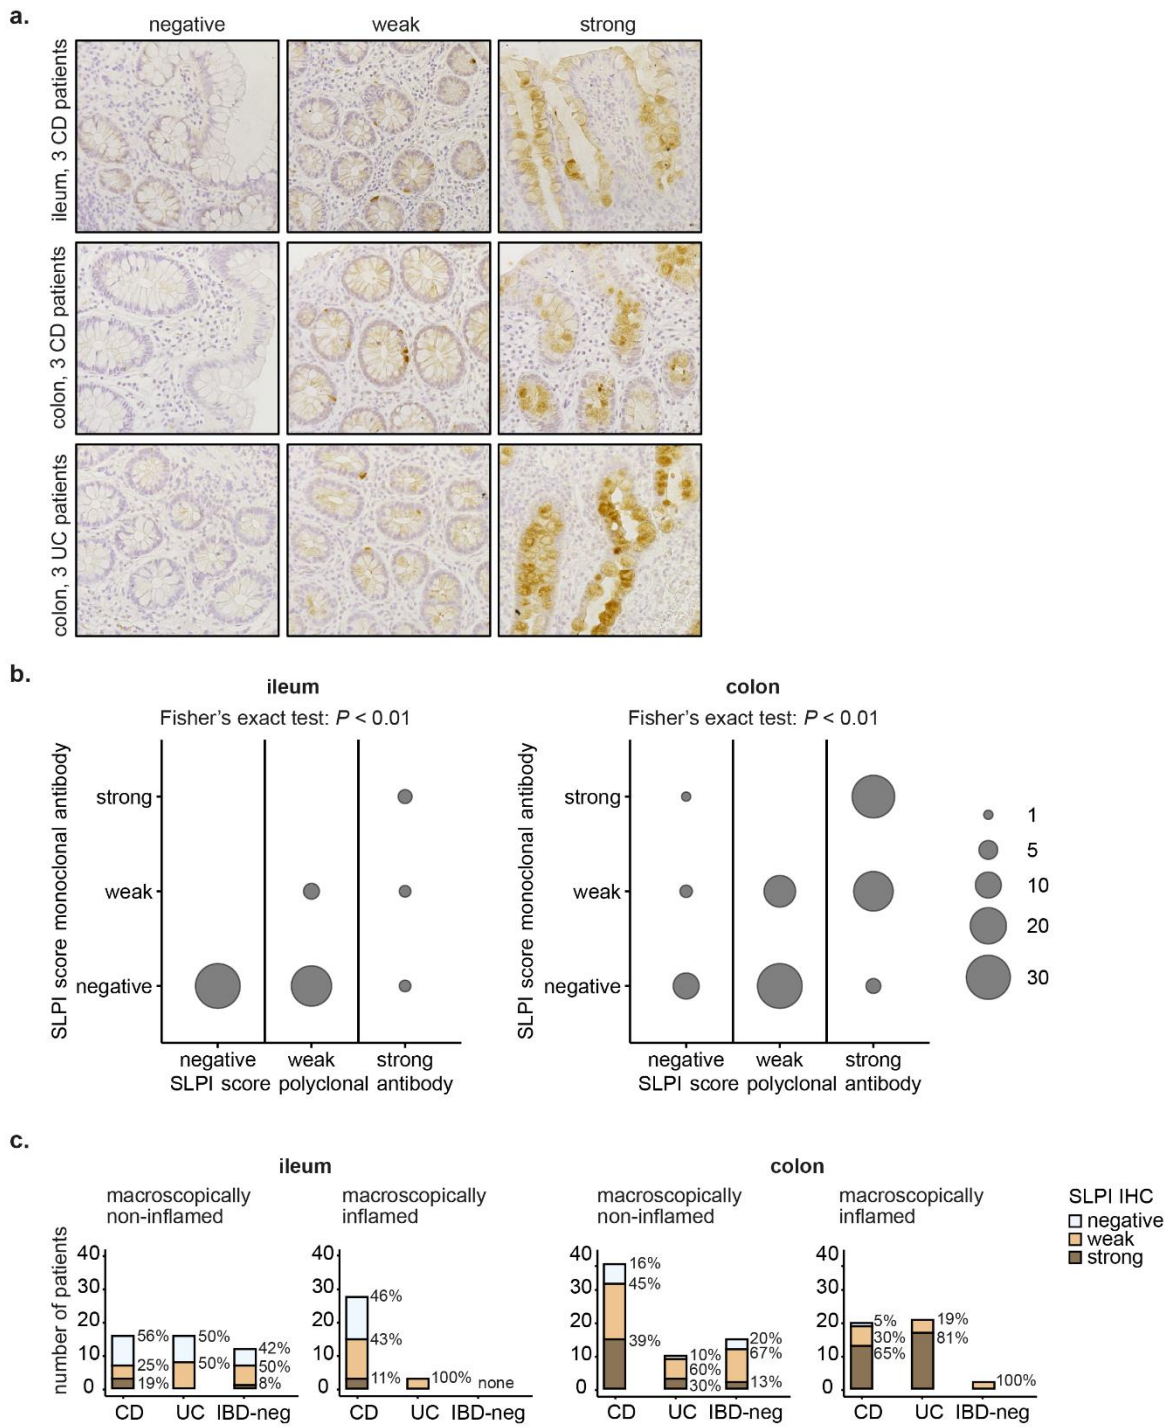 a.
negative weak strong
ileum, 3 CD patients
colon, 3 CD patients
colon, 3 UC patients
b.
ileum
Fisher's exact test: P < 0.01
SLPI score monoclonal antibody
strong
weak
negative
negative weak strong
SLPI score polyclonal antibody
colon
Fisher's exact test: P < 0.01
SLPI score monoclonal antibody
strong
weak
negative
negative weak strong
SLPI score polyclonal antibody
1
5
10
20
30
c.
ileum
macroscopically
non-inflamed
number of patients
40
30
20
10
0
56%
25%
19%
50%
50%
42%
50%
8%
CD UC IBD-neg
macroscopically
inflamed
40
30
20
10
0
46%
43%
11%
100%
none
CD UC IBD-neg
colon
macroscopically
non-inflamed
40
30
20
10
0
16%
45%
39%
10%
60%
30%
20%
67%
13%
CD UC IBD-neg
macroscopically
inflamed
40
30
20
10
0
5%
30%
65%
19%
81%
100%
CD UC IBD-neg
SLPI IHC
negative
weak
strong